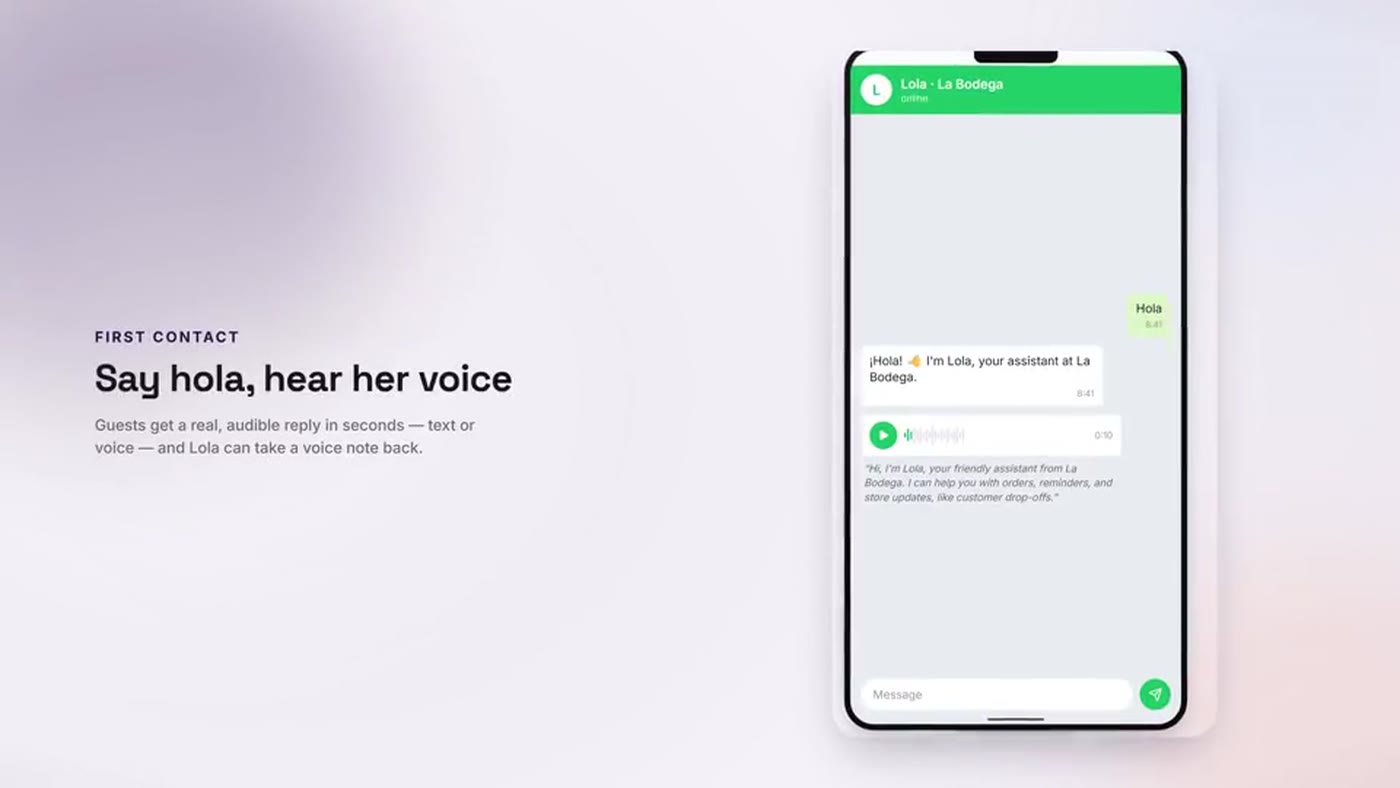 FIRST CONTACT
Say hola, hear her voice
Guests get a real, audible reply in seconds — text or
voice — and Lola can take a voice note back.
L
Lola · La Bodega
online
Hola
8:41
¡Hola! 👋 I'm Lola, your assistant at La
Bodega.
8:41
0:10
"Hi, I'm Lola, your friendly assistant from La
Bodega. I can help you with orders, reminders, and
store updates, like customer drop-offs."
Message